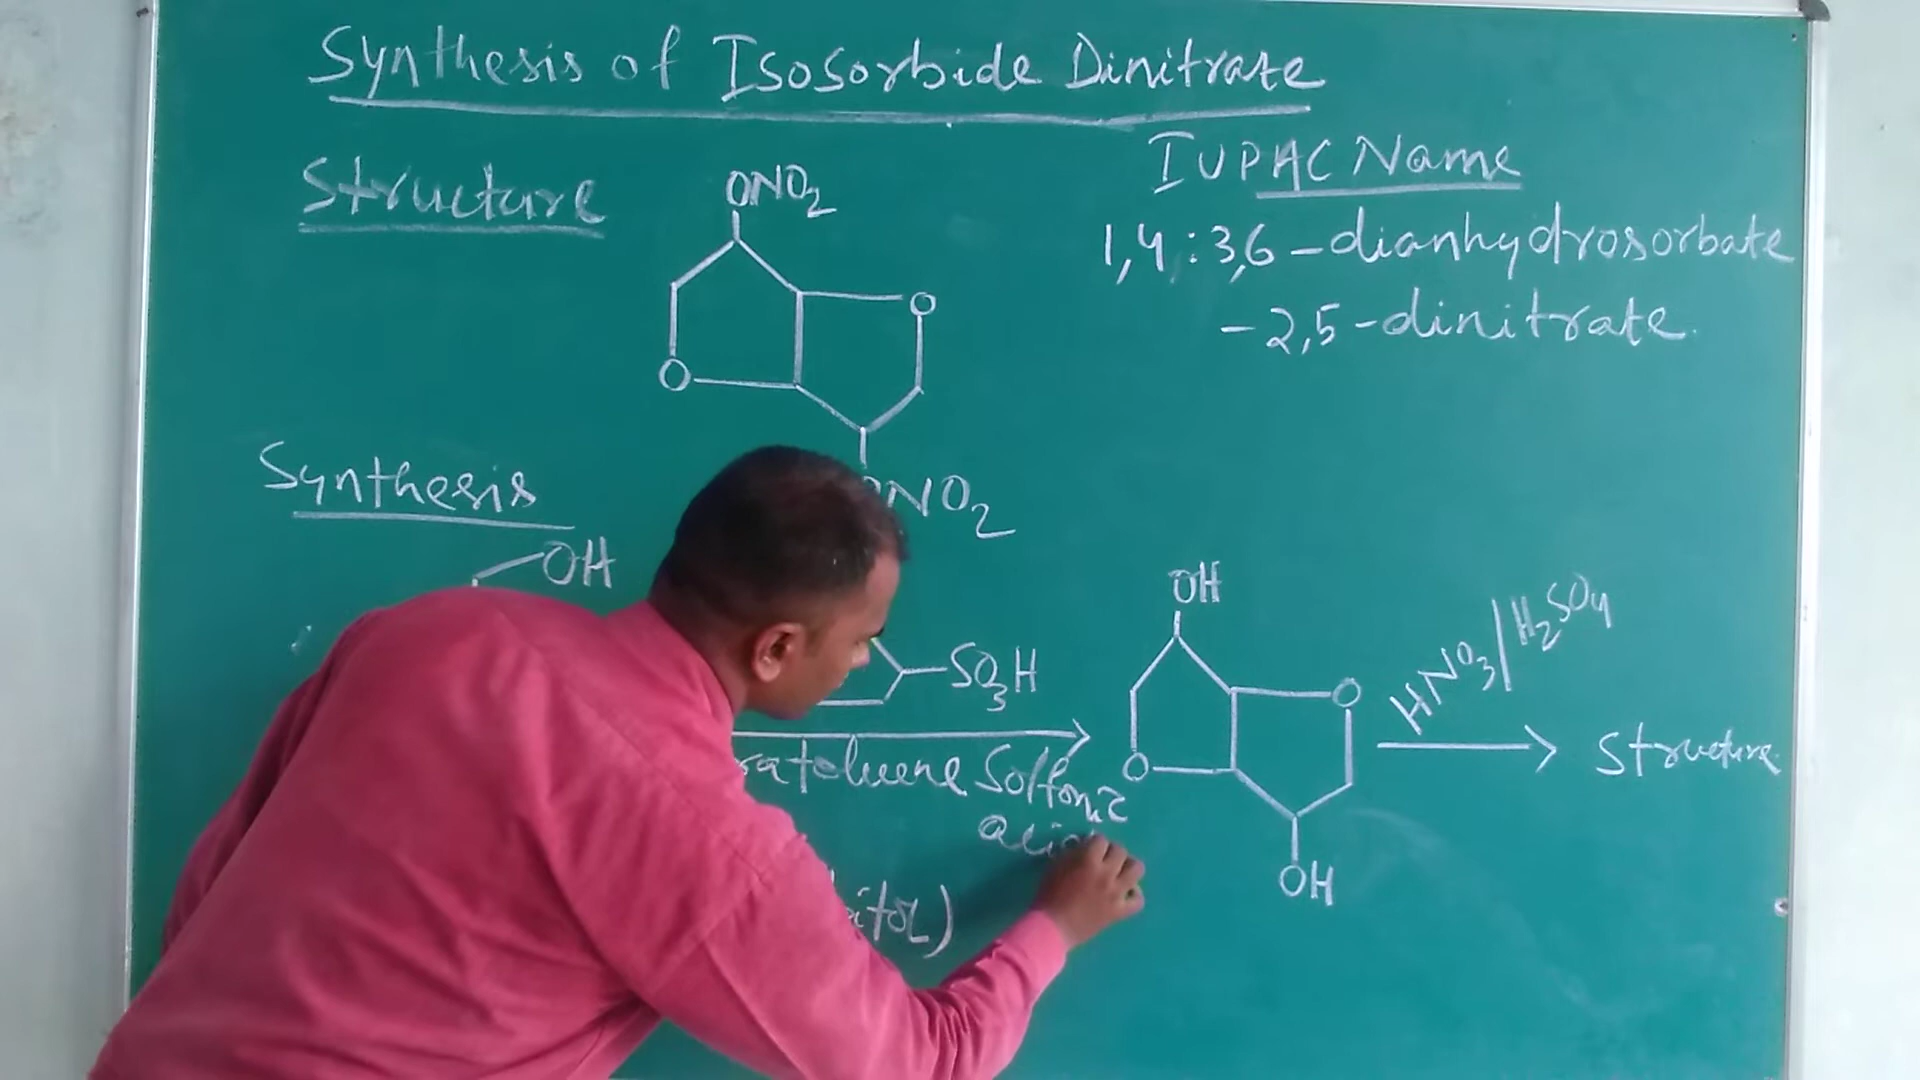 Synthesis of Isosorbide Dinitrate
Structure
ONO2
O
O
ONO2
IUPAC Name
1,4:3,6-dianhydrosorbate
-2,5-dinitrate.
Synthesis
OH
SO3H
OH
O
O
OH
HNO3/H2SO4
Structure.